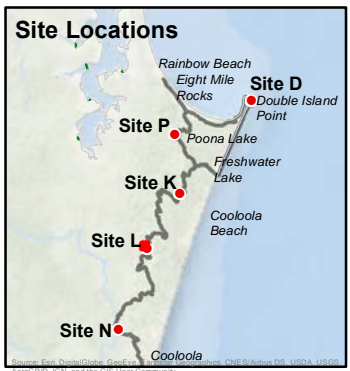 Site Locations
Rainbow Beach
Eight Mile
Rocks
Site D
Double Island
Point
Site P
Poona Lake
Freshwater
Lake
Site K
Cooloola
Beach
Site L
Site N
Cooloola
Source: Esri, DigitalGlobe, GeoEye, Earthstar Geographics, CNES/Airbus DS, USDA, USGS,
AeroGRID, IGN, and the GIS User Community